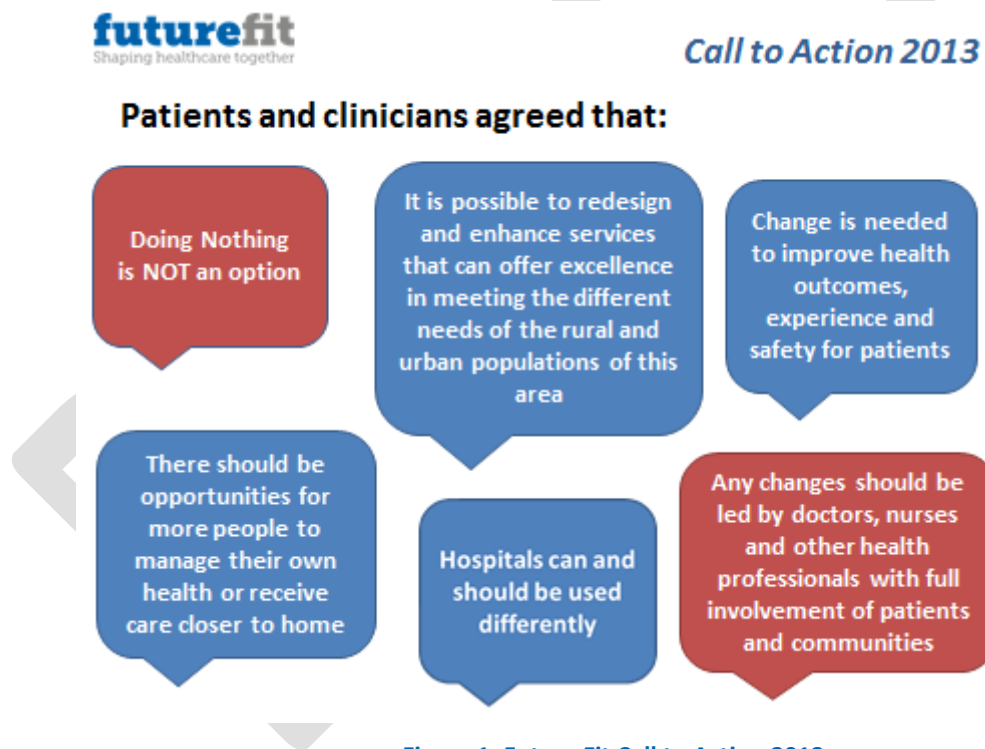 futurefit
Shaping healthcare together
Call to Action 2013
Patients and clinicians agreed that:
Doing Nothing
is NOT an option
It is possible to redesign
and enhance services
that can offer excellence
in meeting the different
needs of the rural and
urban populations of this
area
Change is needed
to improve health
outcomes,
experience and
safety for patients
There should be
opportunities for
more people to
manage their own
health or receive
care closer to home
Hospitals can and
should be used
differently
Any changes should be
led by doctors, nurses
and other health
professionals with full
involvement of patients
and communities